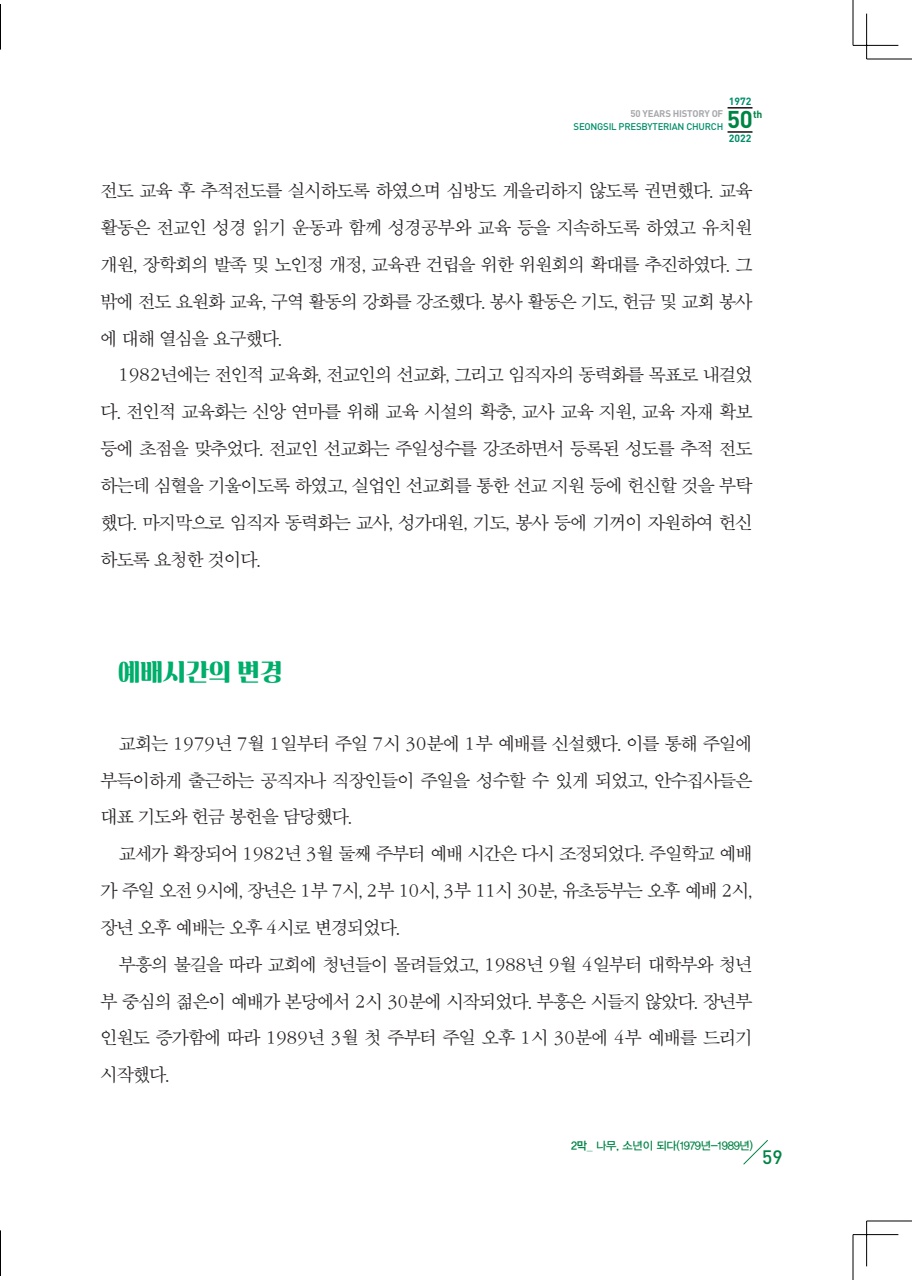 1972
50 YEARS HISTORY OF
SEONGSIL PRESBYTERIAN CHURCH
50th
2022
전도 교육 후 추적전도를 실시하도록 하였으며 심방도 게을리하지 않도록 권면했다. 교육
활동은 전교인 성경 읽기 운동과 함께 성경공부와 교육 등을 지속하도록 하였고 유치원
개원, 장학회의 발족 및 노인정 개정, 교육관 건립을 위한 위원회의 확대를 추진하였다. 그
밖에 전도 요원화 교육, 구역 활동의 강화를 강조했다. 봉사 활동은 기도, 헌금 및 교회 봉사
에 대해 열심을 요구했다.
1982년에는 전인적 교육화, 전교인의 선교화, 그리고 임직자의 동력화를 목표로 내걸었
다. 전인적 교육화는 신앙 연마를 위해 교육 시설의 확충, 교사 교육 지원, 교육 자재 확보
등에 초점을 맞추었다. 전교인 선교화는 주일성수를 강조하면서 등록된 성도를 추적 전도
하는데 심혈을 기울이도록 하였고, 실업인 선교회를 통한 선교 지원 등에 헌신할 것을 부탁
했다. 마지막으로 임직자 동력화는 교사, 성가대원, 기도, 봉사 등에 기꺼이 자원하여 헌신
하도록 요청한 것이다.
예배시간의 변경
교회는 1979년 7월 1일부터 주일 7시 30분에 1부 예배를 신설했다. 이를 통해 주일에
부득이하게 출근하는 공직자나 직장인들이 주일을 성수할 수 있게 되었고, 안수집사들은
대표 기도와 헌금 봉헌을 담당했다.
교세가 확장되어 1982년 3월 둘째 주부터 예배 시간은 다시 조정되었다. 주일학교 예배
가 주일 오전 9시에, 장년은 1부 7시, 2부 10시, 3부 11시 30분, 유초등부는 오후 예배 2시,
장년 오후 예배는 오후 4시로 변경되었다.
부흥의 불길을 따라 교회에 청년들이 몰려들었고, 1988년 9월 4일부터 대학부와 청년
부 중심의 젊은이 예배가 본당에서 2시 30분에 시작되었다. 부흥은 시들지 않았다. 장년부
인원도 증가함에 따라 1989년 3월 첫 주부터 주일 오후 1시 30분에 4부 예배를 드리기
시작했다.
2막_ 나무, 소년이 되다(1979년-1989년)
59